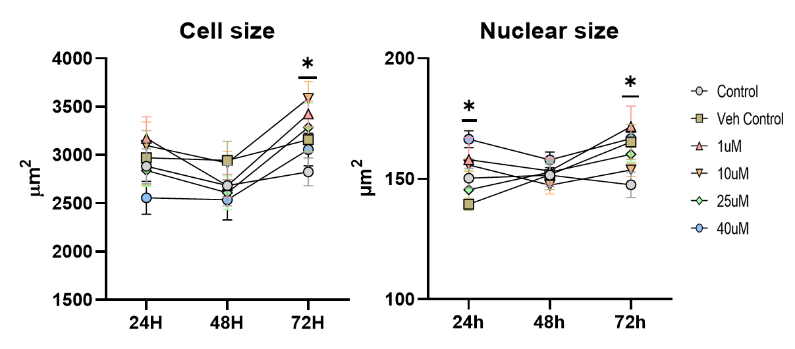 Cell size
Nuclear size
μm2
4000
3500
3000
2500
2000
1500
24H 48H 72H
*
μm2
200
150
100
24h 48h 72h
* *
Control
Veh Control
1uM
10uM
25uM
40uM